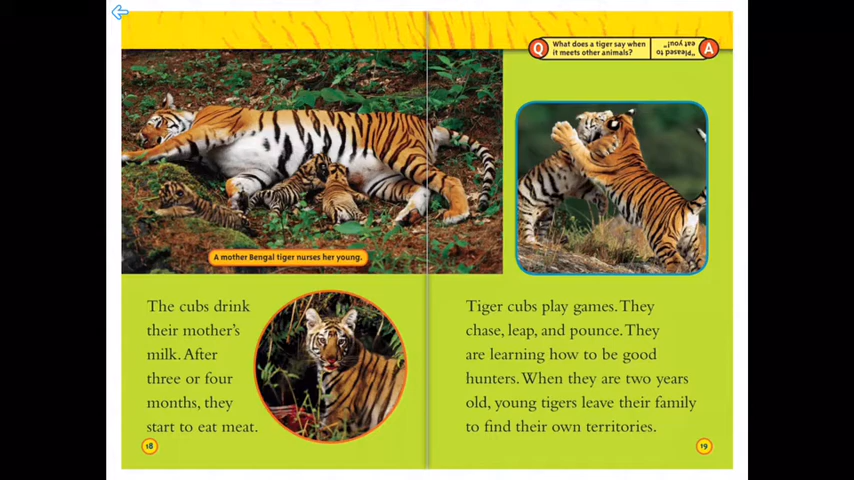 Q
What does a tiger say when
it meets other animals?
"Pleased to
eat you!"
A
A mother Bengal tiger nurses her young.
The cubs drink
their mother's
milk. After
three or four
months, they
start to eat meat.
18
Tiger cubs play games. They
chase, leap, and pounce. They
are learning how to be good
hunters. When they are two years
old, young tigers leave their family
to find their own territories.
19